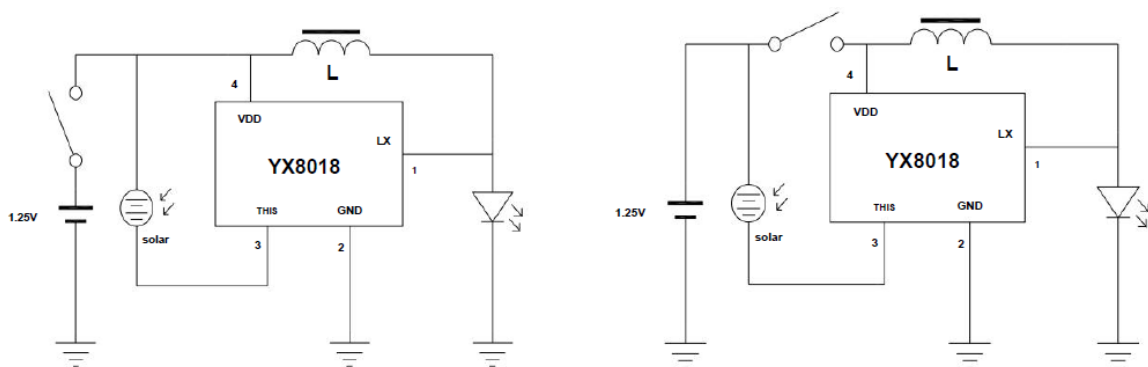 L
4
VDD
LX
YX8018
1
1.25V
THIS
GND
solar
3
2
L
4
VDD
LX
YX8018
1
1.25V
THIS
GND
solar
3
2